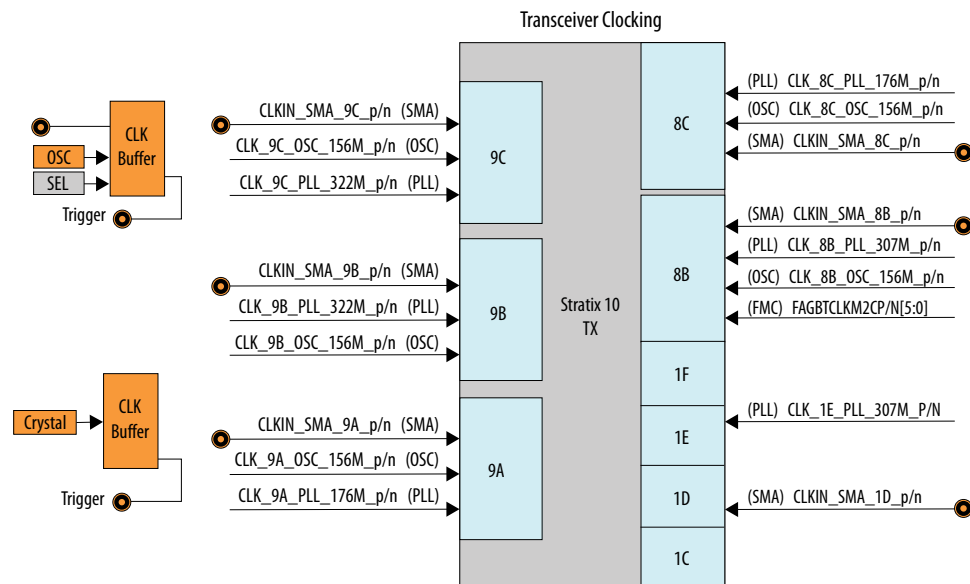 Transceiver Clocking
CLK
Buffer
OSC
SEL
Trigger
CLKIN_SMA_9C_p/n (SMA)
CLK_9C_OSC_156M_p/n (OSC)
CLK_9C_PLL_322M_p/n (PLL)
9C
CLKIN_SMA_9B_p/n (SMA)
CLK_9B_PLL_322M_p/n (PLL)
CLK_9B_OSC_156M_p/n (OSC)
9B
Crystal
CLK
Buffer
Trigger
CLKIN_SMA_9A_p/n (SMA)
CLK_9A_OSC_156M_p/n (OSC)
CLK_9A_PLL_176M_p/n (PLL)
9A
Stratix 10
TX
8C
(PLL) CLK_8C_PLL_176M_p/n
(OSC) CLK_8C_OSC_156M_p/n
(SMA) CLKIN_SMA_8C_p/n
8B
(SMA) CLKIN_SMA_8B_p/n
(PLL) CLK_8B_PLL_307M_p/n
(OSC) CLK_8B_OSC_156M_p/n
(FMC) FAGBTCLKM2CP/N[5:0]
1F
1E
(PLL) CLK_1E_PLL_307M_P/N
1D
(SMA) CLKIN_SMA_1D_p/n
1C